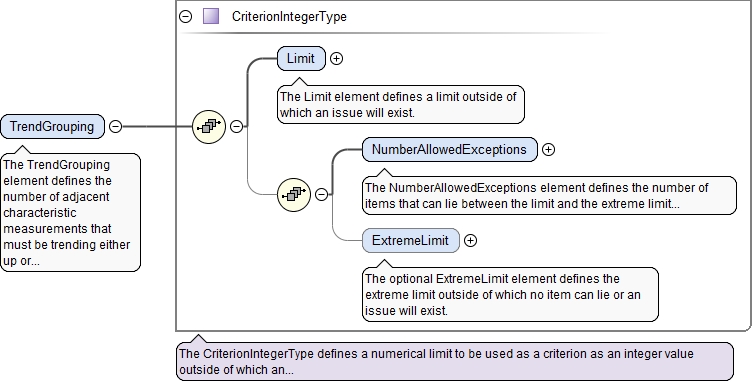 CriterionIntegerType
Limit
The Limit element defines a limit outside of
which an issue will exist.
TrendGrouping
The TrendGrouping
element defines the
number of adjacent
characteristic
measurements that
must be trending either
up or...
NumberAllowedExceptions
The NumberAllowedExceptions element defines the number of
items that can lie between the limit and the extreme limit...
ExtremeLimit
The optional ExtremeLimit element defines the
extreme limit outside of which no item can lie or an
issue will exist.
The CriterionIntegerType defines a numerical limit to be used as a criterion as an integer value
outside of which an...